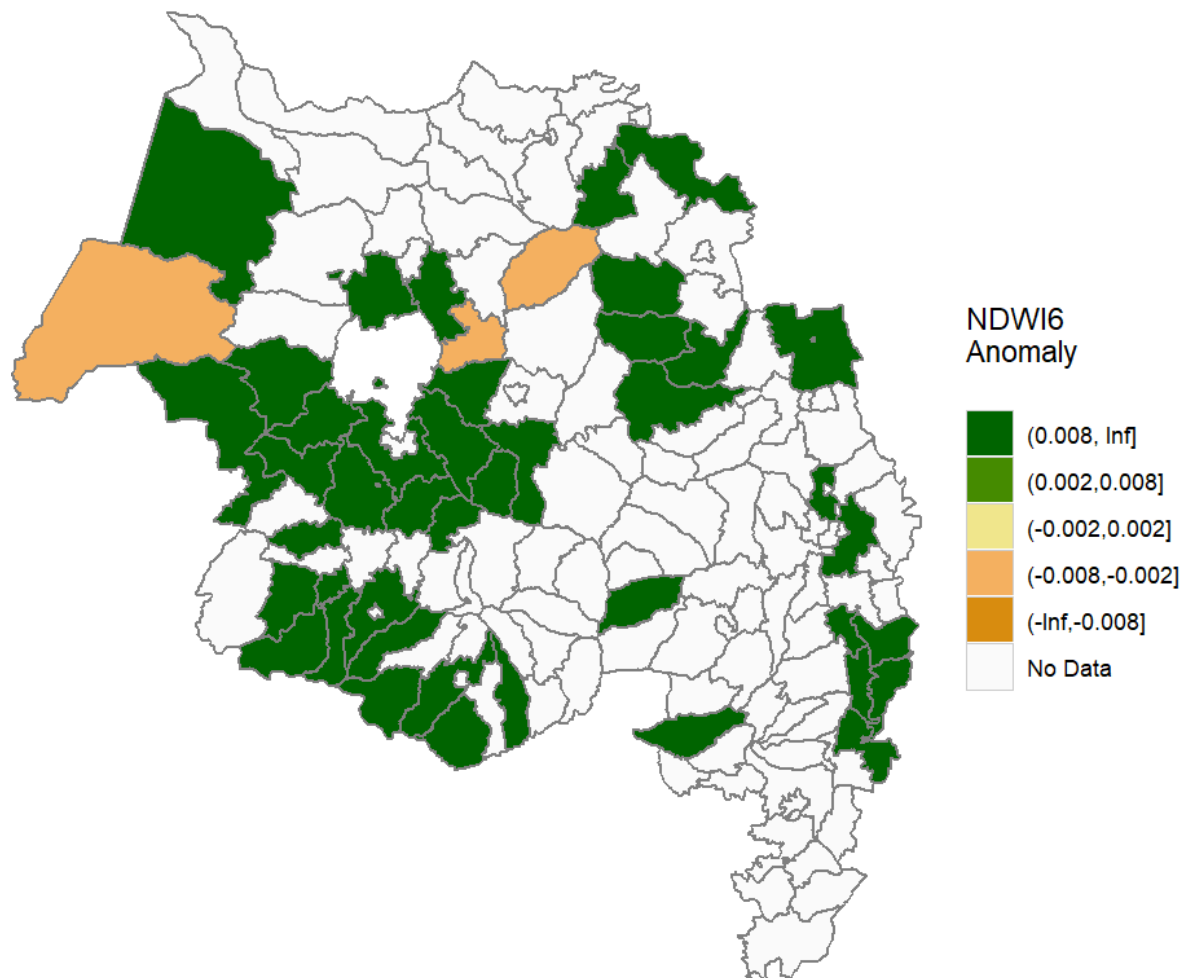 NDWI6
Anomaly
(0.008, Inf]
(0.002,0.008]
(-0.002,0.002]
(-0.008,-0.002]
(-Inf,-0.008]
No Data